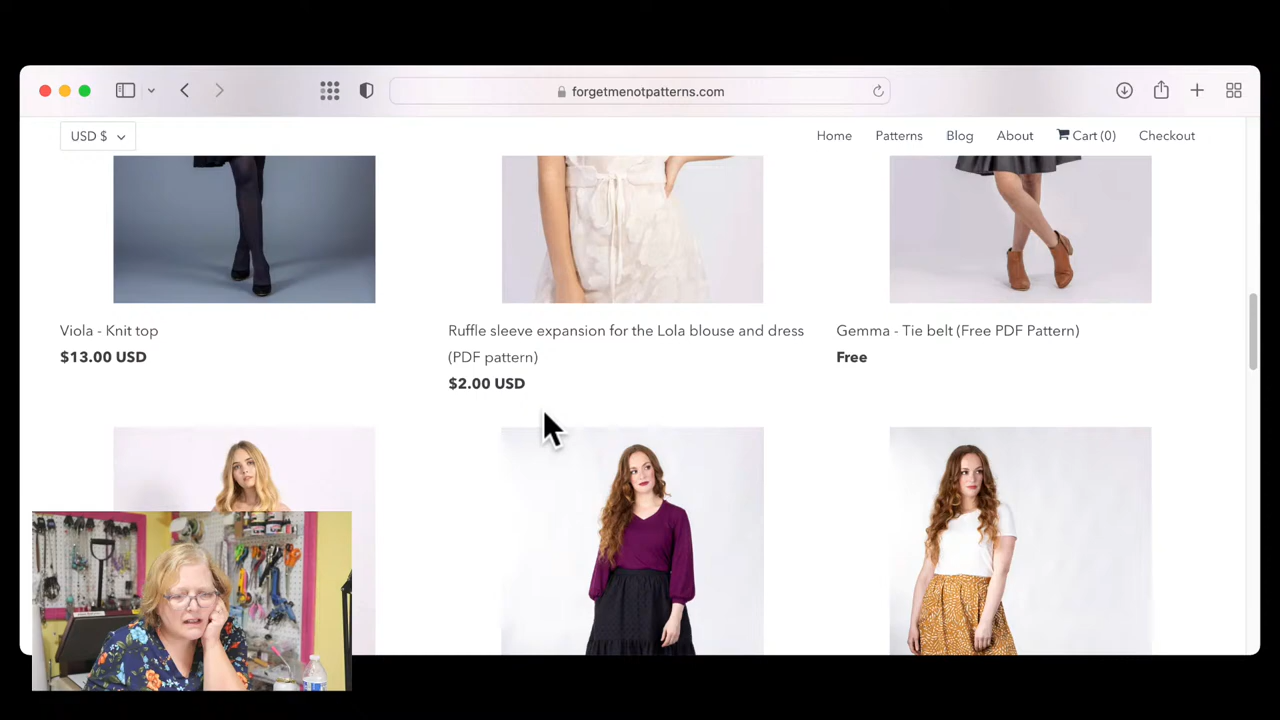 forgetmenotpatterns.com
USD $
Home
Patterns
Blog
About
Cart (0)
Checkout
Viola - Knit top
$13.00 USD
Ruffle sleeve expansion for the Lola blouse and dress
(PDF pattern)
$2.00 USD
Gemma - Tie belt (Free PDF Pattern)
Free